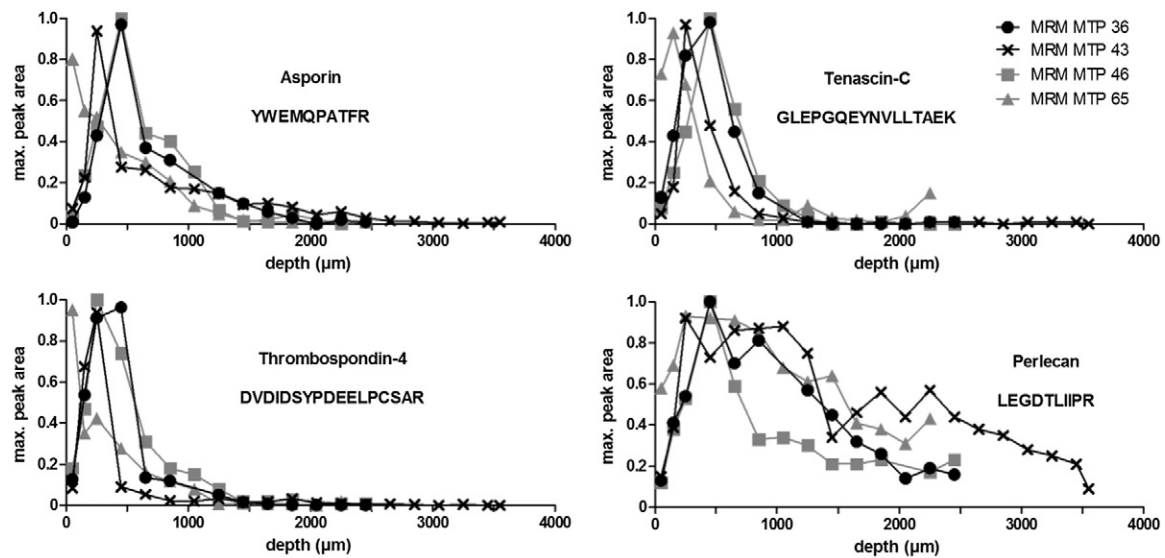 1.0
0.8
0.6
0.4
0.2
0
max. peak area
Asporin
YWEMQPATFR
0 1000 2000 3000 4000
depth (µm)
1.0
0.8
0.6
0.4
0.2
0
max. peak area
Tenascin-C
GLEPGQEYNVLLTAEK
MRM MTP 36
MRM MTP 43
MRM MTP 46
MRM MTP 65
0 1000 2000 3000 4000
depth (µm)
1.0
0.8
0.6
0.4
0.2
0
max. peak area
Thrombospondin-4
DVDIDSYPDEELPCSAR
0 1000 2000 3000 4000
depth (µm)
1.0
0.8
0.6
0.4
0.2
0
max. peak area
Perlecan
LEGDTLIIPR
0 1000 2000 3000 4000
depth (µm)